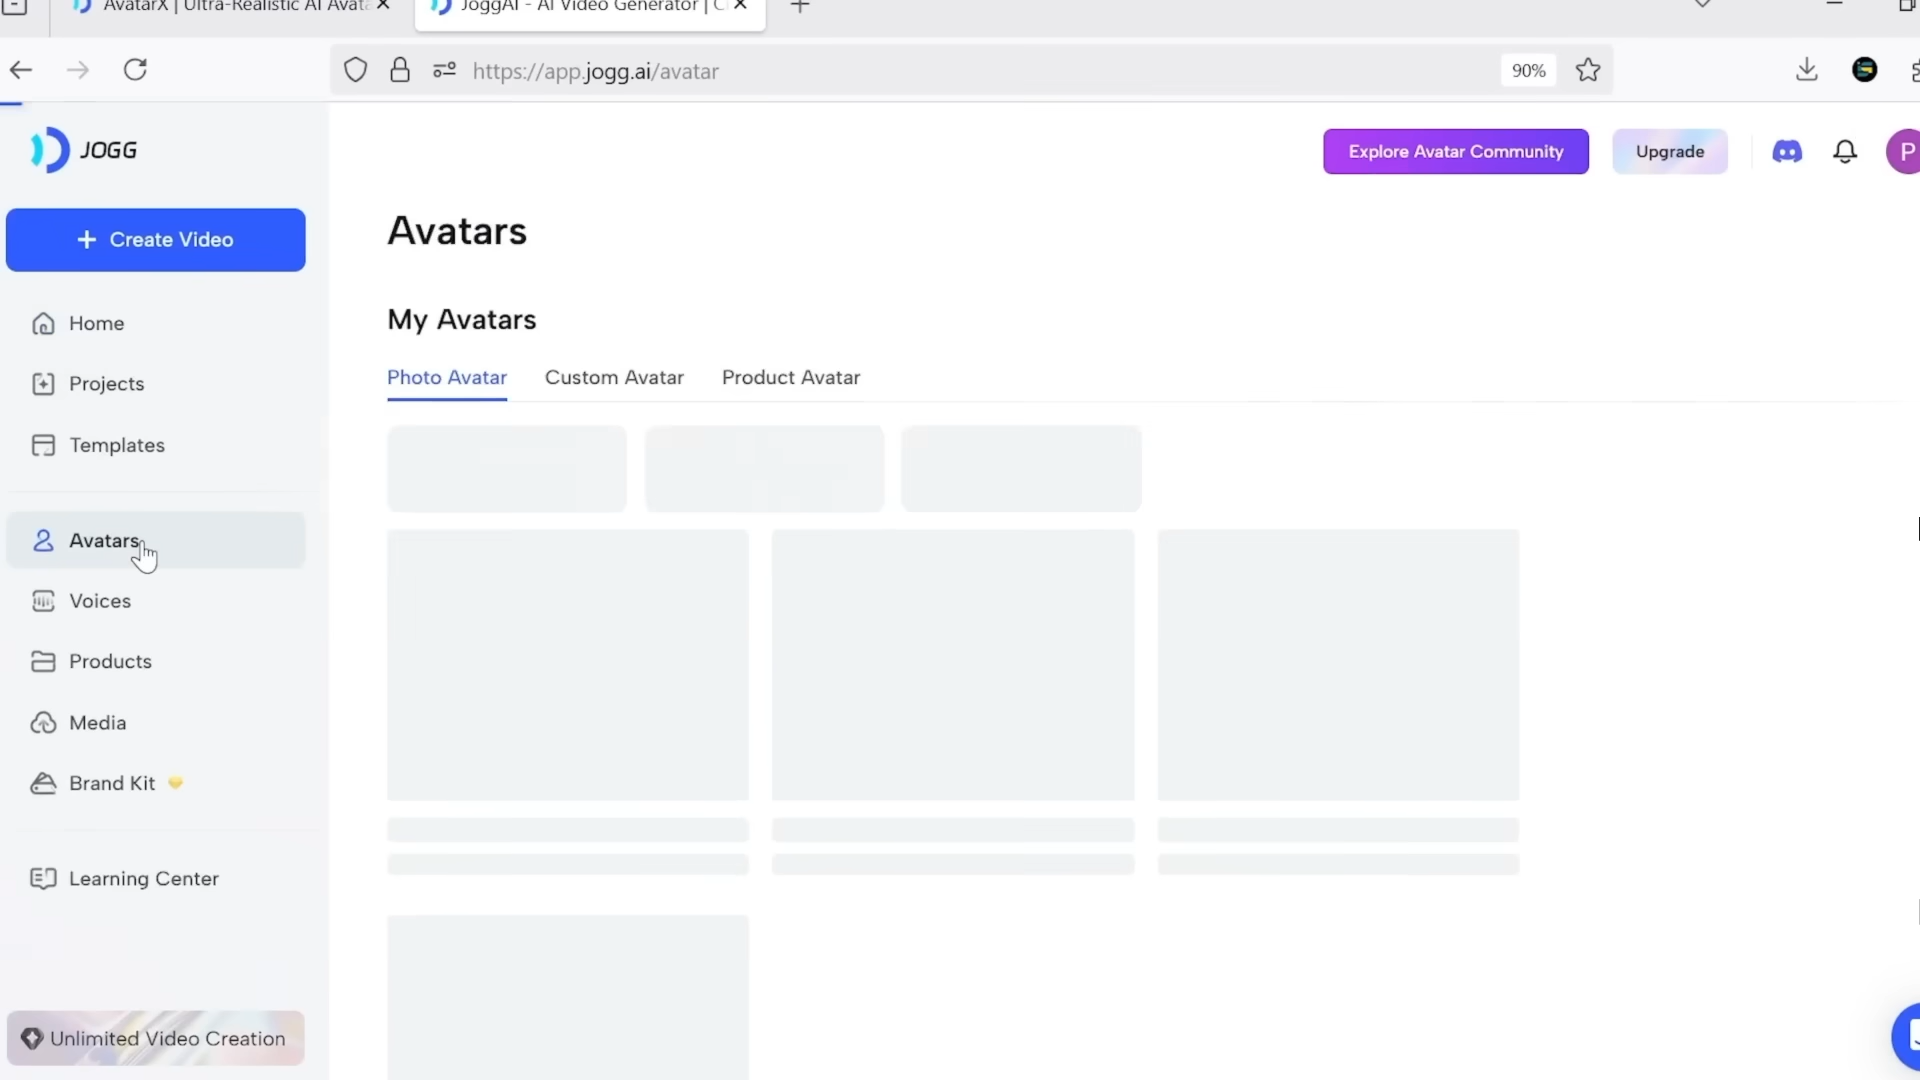 AvatarX | Ultra-Realistic AI Avata
JoggAI - AI Video Generator | C
https://app.jogg.ai/avatar
90%
JOGG
Explore Avatar Community
Upgrade
P
+ Create Video
Avatars
Home
My Avatars
Projects
Photo Avatar
Custom Avatar
Product Avatar
Templates
Avatars
Voices
Products
Media
Brand Kit
Learning Center
Unlimited Video Creation